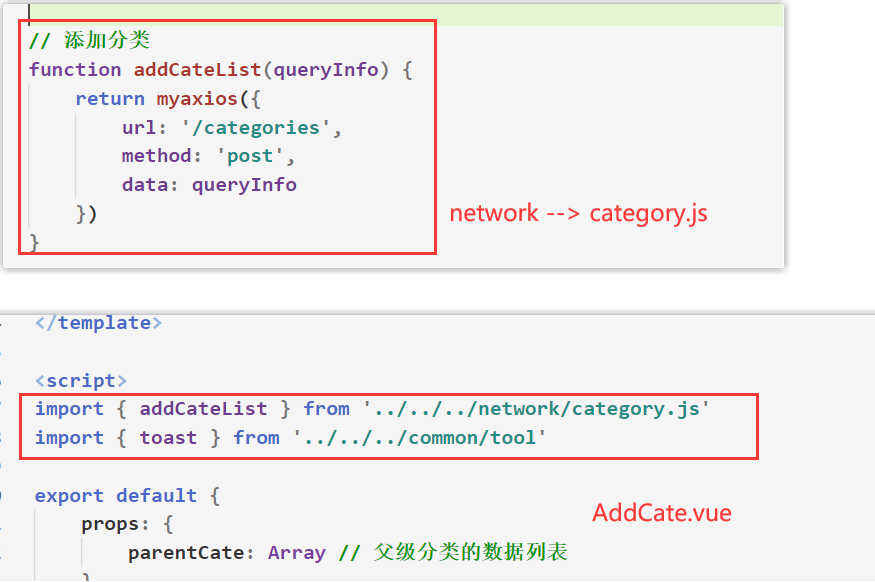 // 添加分类
function addCateList(queryInfo) {
return myaxios({
url: '/categories',
method: 'post',
data: queryInfo
})
}
network --> category.js
</template>
<script>
import { addCateList } from '../../../network/category.js'
import { toast } from '../../../common/tool'
export default {
props: {
parentCate: Array // 父级分类的数据列表
AddCate.vue